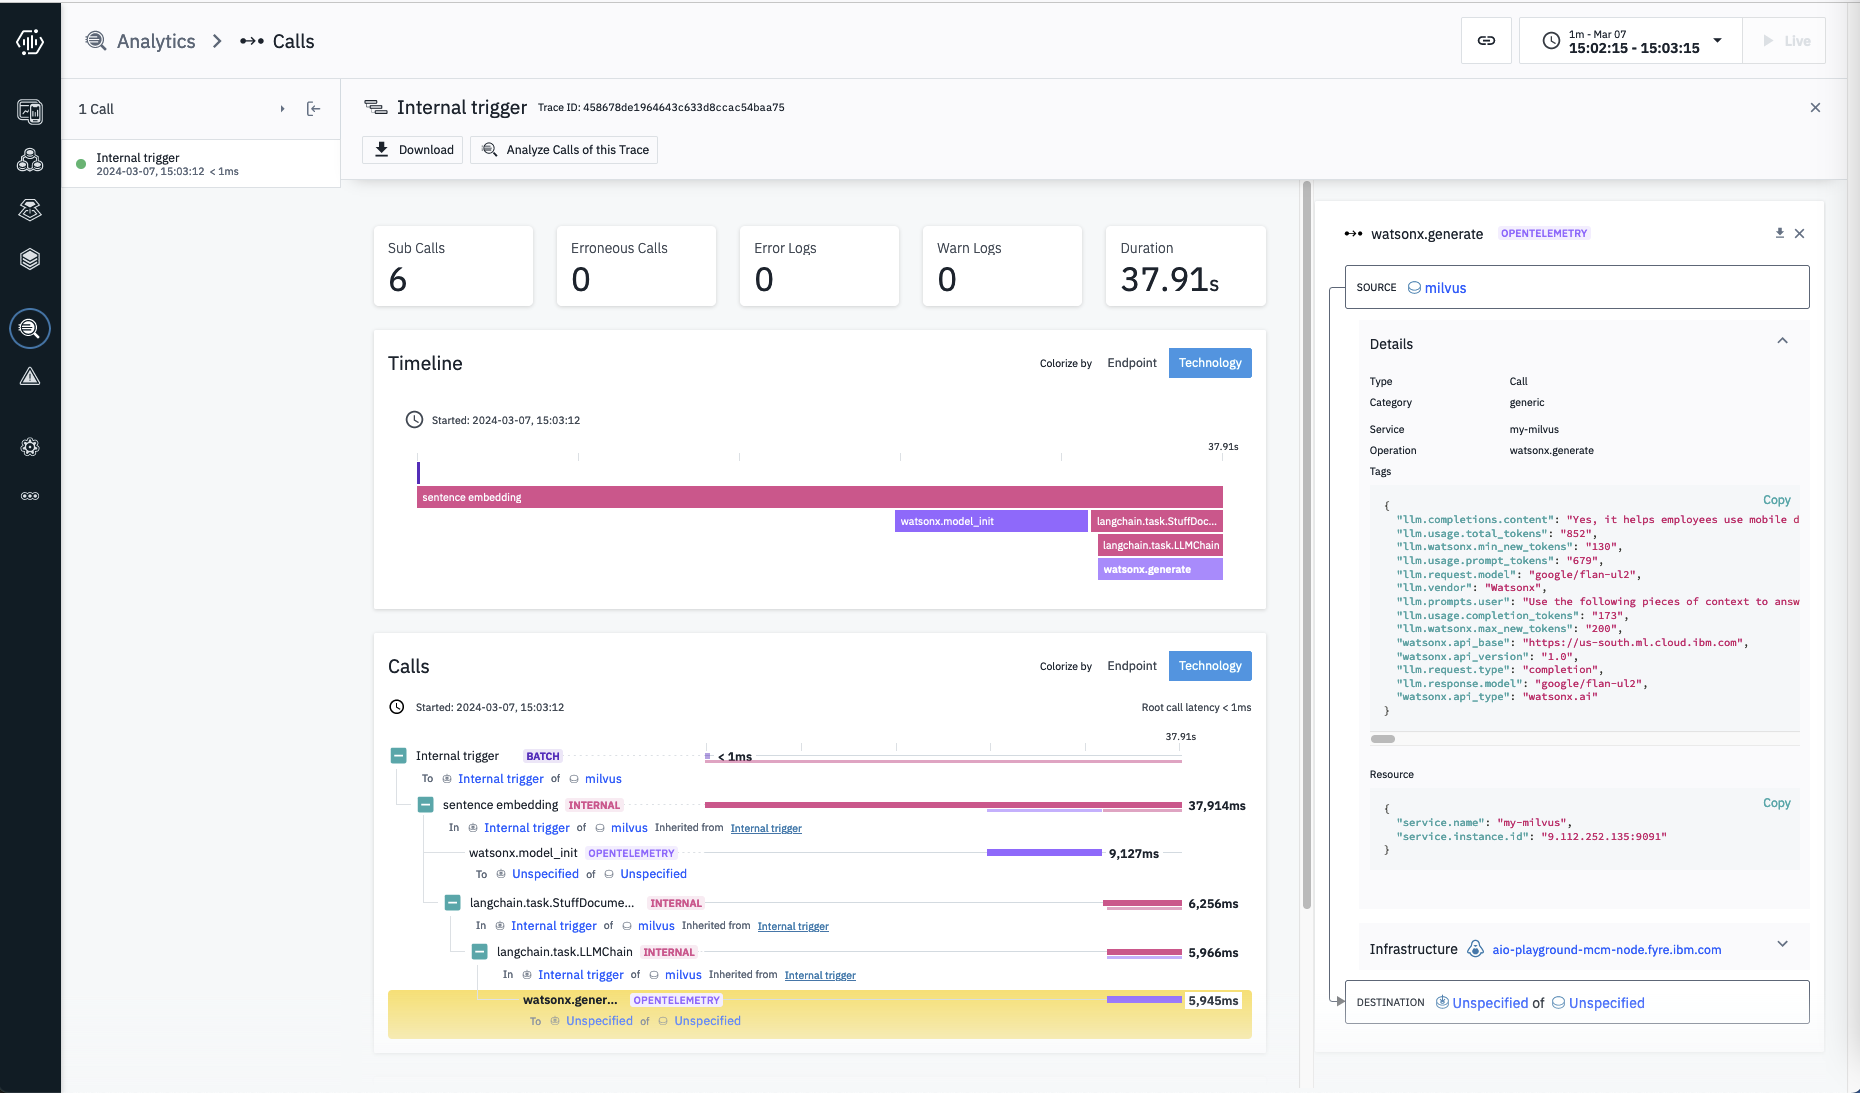 Analytics > Calls
1m - Mar 07
15:02:15 - 15:03:15
Live
1 Call
Internal trigger
2024-03-07, 15:03:12 < 1ms
Internal trigger Trace ID: 458678de1964643c633d8ccac54baa75
Download
Analyze Calls of this Trace
Sub Calls
6
Erroneous Calls
0
Error Logs
0
Warn Logs
0
Duration
37.91s
Timeline
Colorize by Endpoint Technology
Started: 2024-03-07, 15:03:12
37.91s
sentence embedding
watsonx.model_init
langchain.task.StuffDoc...
langchain.task.LLMChain
watsonx.generate
Calls
Colorize by Endpoint Technology
Started: 2024-03-07, 15:03:12
Root call latency < 1ms
37.91s
Internal trigger BATCH < 1ms
To Internal trigger of milvus
sentence embedding INTERNAL 37,914ms
In Internal trigger of milvus Inherited from Internal trigger
watsonx.model_init OPENTELEMETRY 9,127ms
To Unspecified of Unspecified
langchain.task.StuffDocume... INTERNAL 6,256ms
In Internal trigger of milvus Inherited from Internal trigger
langchain.task.LLMChain INTERNAL 5,966ms
In Internal trigger of milvus Inherited from Internal trigger
watsonx.gener... OPENTELEMETRY 5,945ms
To Unspecified of Unspecified
watsonx.generate OPENTELEMETRY
SOURCE milvus
Details
Type Call
Category generic
Service my-milvus
Operation watsonx.generate
Tags
Copy
{
"llm.completions.content": "Yes, it helps employees use mobile d
"llm.usage.total_tokens": "852",
"llm.watsonx.min_new_tokens": "130",
"llm.usage.prompt_tokens": "679",
"llm.request.model": "google/flan-ul2",
"llm.vendor": "Watsonx",
"llm.prompts.user": "Use the following pieces of context to answ
"llm.usage.completion_tokens": "173",
"llm.watsonx.max_new_tokens": "200",
"watsonx.api_base": "https://us-south.ml.cloud.ibm.com",
"watsonx.api_version": "1.0",
"llm.request.type": "completion",
"llm.response.model": "google/flan-ul2",
"watsonx.api_type": "watsonx.ai"
}
Resource
Copy
{
"service.name": "my-milvus",
"service.instance.id": "9.112.252.135:9091"
}
Infrastructure aio-playground-mcm-node.fyre.ibm.com
DESTINATION Unspecified of Unspecified